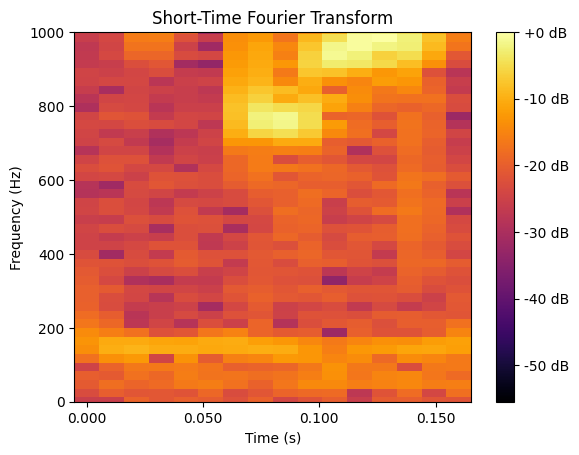 Short-Time Fourier Transform
1000
800
600
400
200
0
Frequency (Hz)
0.000
0.050
0.100
0.150
Time (s)
+0 dB
-10 dB
-20 dB
-30 dB
-40 dB
-50 dB